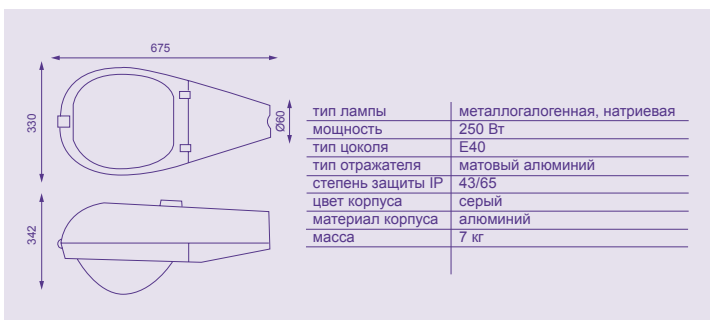 675
330
Ø60
342
тип лампы металлогалогенная, натриевая
мощность 250 Вт
тип цоколя E40
тип отражателя матовый алюминий
степень защиты IP 43/65
цвет корпуса серый
материал корпуса алюминий
масса 7 кг